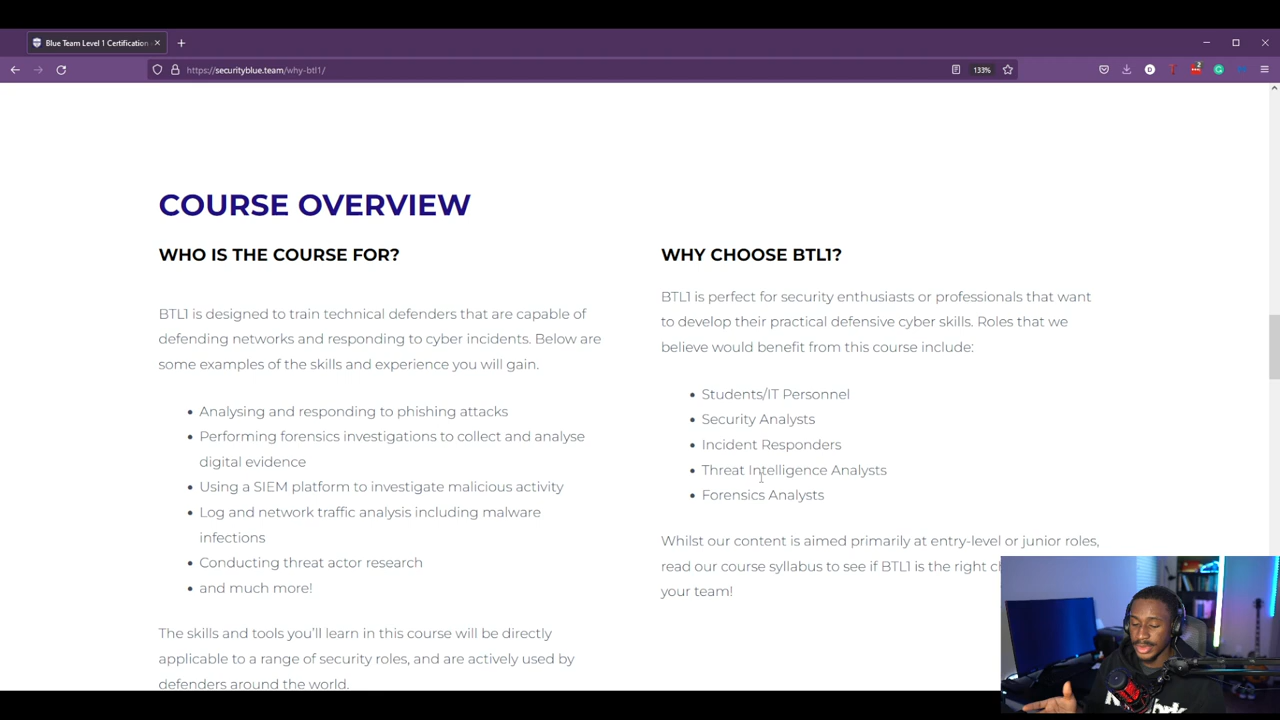 Blue Team Level 1 Certification
https://securityblue.team/why-btl1/
133%
COURSE OVERVIEW
WHO IS THE COURSE FOR?
BTL1 is designed to train technical defenders that are capable of
defending networks and responding to cyber incidents. Below are
some examples of the skills and experience you will gain.
• Analysing and responding to phishing attacks
• Performing forensics investigations to collect and analyse
digital evidence
• Using a SIEM platform to investigate malicious activity
• Log and network traffic analysis including malware
infections
• Conducting threat actor research
• and much more!
The skills and tools you'll learn in this course will be directly
applicable to a range of security roles, and are actively used by
defenders around the world.
WHY CHOOSE BTL1?
BTL1 is perfect for security enthusiasts or professionals that want
to develop their practical defensive cyber skills. Roles that we
believe would benefit from this course include:
• Students/IT Personnel
• Security Analysts
• Incident Responders
• Threat Intelligence Analysts
• Forensics Analysts
Whilst our content is aimed primarily at entry-level or junior roles,
read our course syllabus to see if BTL1 is the right
your team!